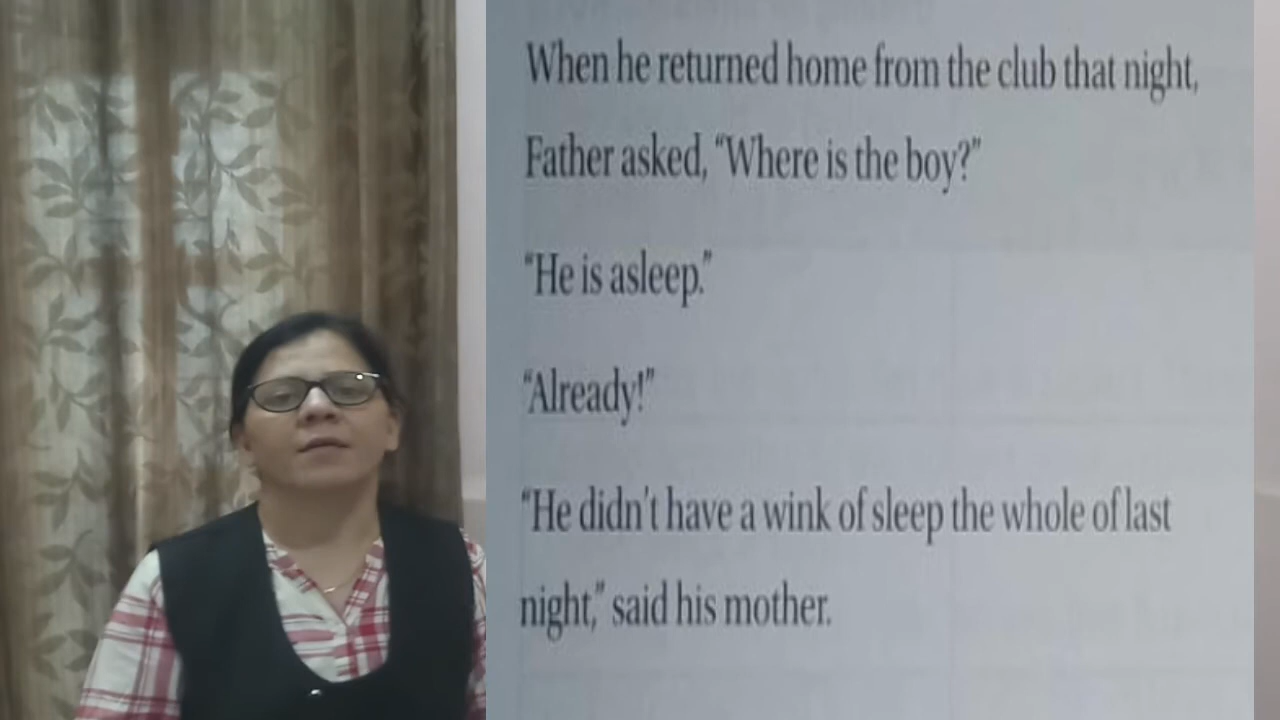 When he returned home from the club that night,
Father asked, “Where is the boy?”
“He is asleep.”
“Already!”
“He didn't have a wink of sleep the whole of last
night,” said his mother.